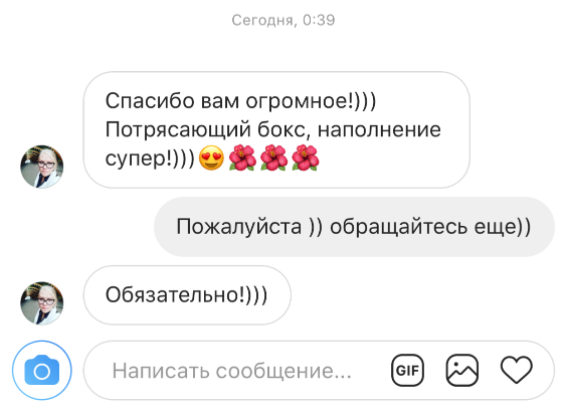 Сегодня, 0:39
Спасибо вам огромное!)))
Потрясающий бокс, наполнение
супер!)))😍🌺🌺🌺
Пожалуйста )) обращайтесь еще))
Обязательно!)))
Написать сообщение...
GIF